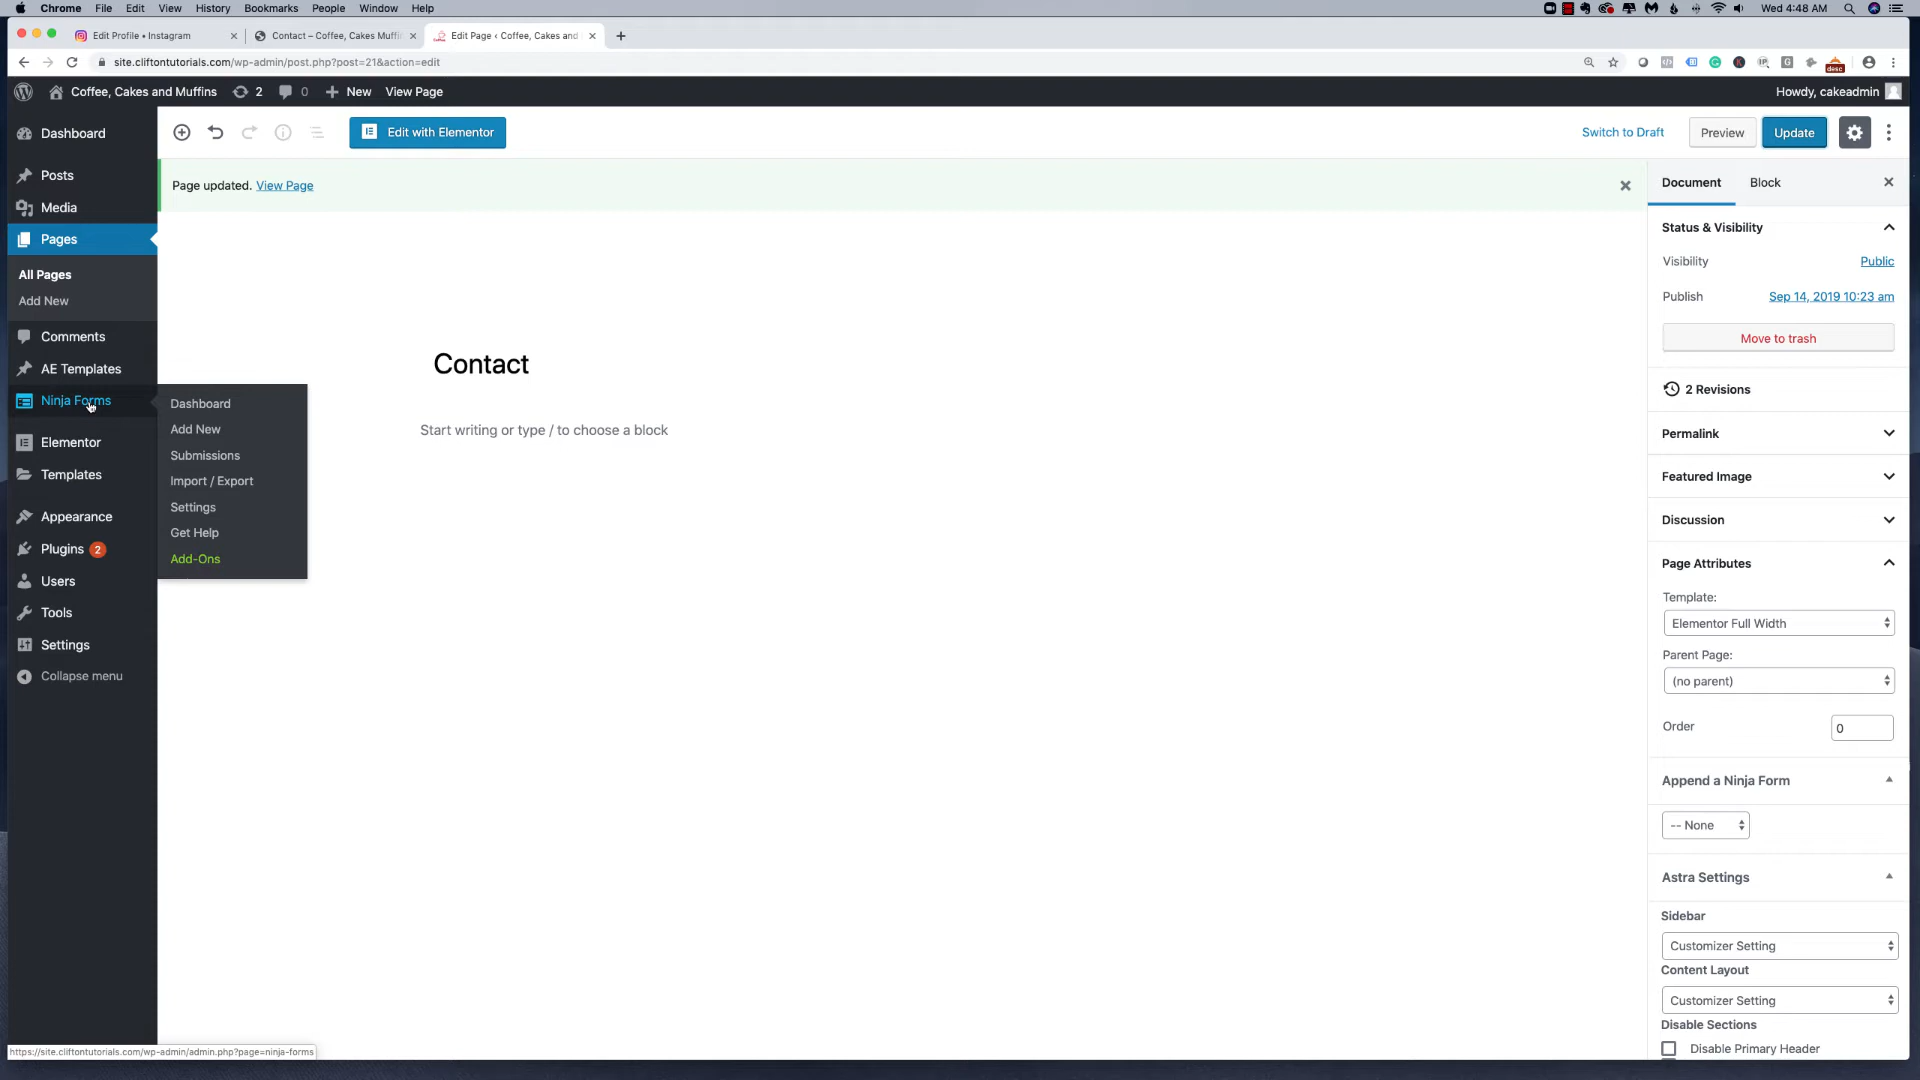 Chrome File Edit View History Bookmarks People Window Help Wed 4:48 AM
Edit Profile • Instagram Contact – Coffee, Cakes Muffi Edit Page ‹ Coffee, Cakes and
site.cliftontutorials.com/wp-admin/post.php?post=21&action=edit
Coffee, Cakes and Muffins 2 0 New View Page Howdy, cakeadmin
Dashboard
Posts
Media
Pages
All Pages
Add New
Comments
AE Templates
Ninja Forms
Elementor
Templates
Appearance
Plugins 2
Users
Tools
Settings
Collapse menu
Dashboard
Add New
Submissions
Import / Export
Settings
Get Help
Add-Ons
Edit with Elementor Switch to Draft Preview Update
Page updated. View Page
Contact
Start writing or type / to choose a block
Document Block
Status & Visibility
Visibility Public
Publish Sep 14, 2019 10:23 am
Move to trash
2 Revisions
Permalink
Featured Image
Discussion
Page Attributes
Template:
Elementor Full Width
Parent Page:
(no parent)
Order 0
Append a Ninja Form
-- None
Astra Settings
Sidebar
Customizer Setting
Content Layout
Customizer Setting
Disable Sections
Disable Primary Header
https://site.cliftontutorials.com/wp-admin/admin.php?page=ninja-forms